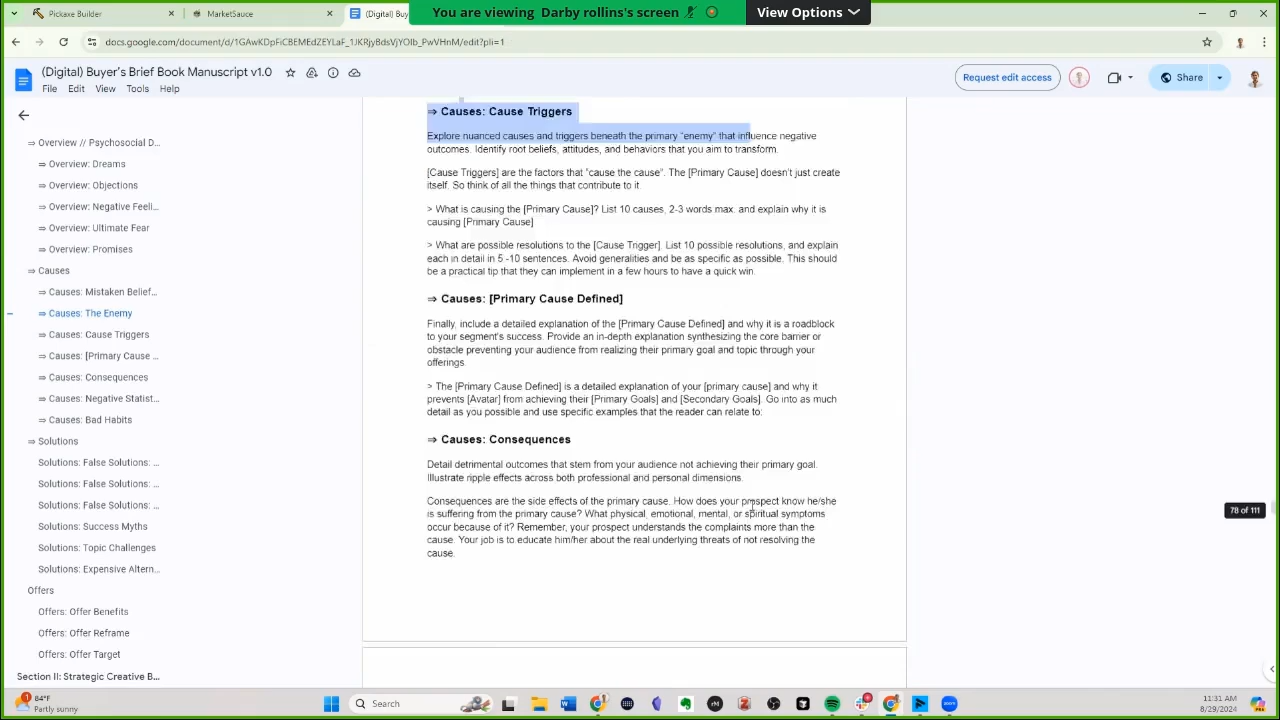 Pickaxe Builder
MarketSauce
(Digital) Buy
You are viewing Darby rollins's screen
View Options
docs.google.com/document/d/1GAwKDpFiCBEMEdZEYLaF_1JKRjyBdsVjYOIb_PwVHnM/edit?pli=1
(Digital) Buyer's Brief Book Manuscript v1.0
File Edit View Tools Help
Request edit access
Share
⇒ Overview // Psychosocial D...
⇒ Overview: Dreams
⇒ Overview: Objections
⇒ Overview: Negative Feeli...
⇒ Overview: Ultimate Fear
⇒ Overview: Promises
⇒ Causes
⇒ Causes: Mistaken Belief...
⇒ Causes: The Enemy
⇒ Causes: Cause Triggers
⇒ Causes: [Primary Cause ...
⇒ Causes: Consequences
⇒ Causes: Negative Statist...
⇒ Causes: Bad Habits
⇒ Solutions
Solutions: False Solutions: ...
Solutions: False Solutions: ...
Solutions: False Solutions: ...
Solutions: Success Myths
Solutions: Topic Challenges
Solutions: Expensive Altern...
Offers
Offers: Offer Benefits
Offers: Offer Reframe
Offers: Offer Target
Section II: Strategic Creative B...
⇒ Causes: Cause Triggers
Explore nuanced causes and triggers beneath the primary "enemy" that influence negative
outcomes. Identify root beliefs, attitudes, and behaviors that you aim to transform.
[Cause Triggers] are the factors that "cause the cause". The [Primary Cause] doesn't just create
itself. So think of all the things that contribute to it.
> What is causing the [Primary Cause]? List 10 causes, 2-3 words max. and explain why it is
causing [Primary Cause]
> What are possible resolutions to the [Cause Trigger]. List 10 possible resolutions, and explain
each in detail in 5 -10 sentences. Avoid generalities and be as specific as possible. This should
be a practical tip that they can implement in a few hours to have a quick win.
⇒ Causes: [Primary Cause Defined]
Finally, include a detailed explanation of the [Primary Cause Defined] and why it is a roadblock
to your segment's success. Provide an in-depth explanation synthesizing the core barrier or
obstacle preventing your audience from realizing their primary goal and topic through your
offerings.
> The [Primary Cause Defined] is a detailed explanation of your [primary cause] and why it
prevents [Avatar] from achieving their [Primary Goals] and [Secondary Goals]. Go into as much
detail as you possible and use specific examples that the reader can relate to:
⇒ Causes: Consequences
Detail detrimental outcomes that stem from your audience not achieving their primary goal.
Illustrate ripple effects across both professional and personal dimensions.
Consequences are the side effects of the primary cause. How does your prospect know he/she
is suffering from the primary cause? What physical, emotional, mental, or spiritual symptoms
occur because of it? Remember, your prospect understands the complaints more than the
cause. Your job is to educate him/her about the real underlying threats of not resolving the
cause.
78 of 111
84°F
Partly sunny
Search
11:31 AM
8/29/2024